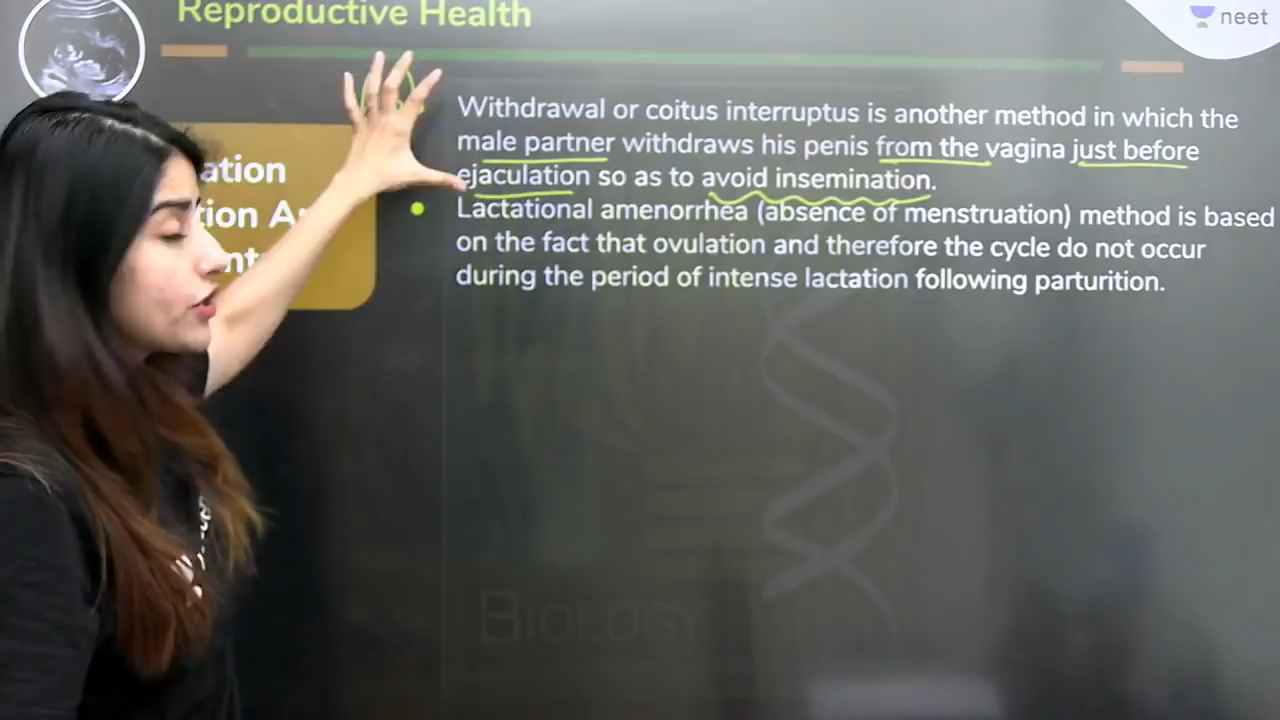 Reproductive Health
neet
Withdrawal or coitus interruptus is another method in which the
male partner withdraws his penis from the vagina just before
ejaculation so as to avoid insemination.
Lactational amenorrhea (absence of menstruation) method is based
on the fact that ovulation and therefore the cycle do not occur
during the period of intense lactation following parturition.
BIOLOGY